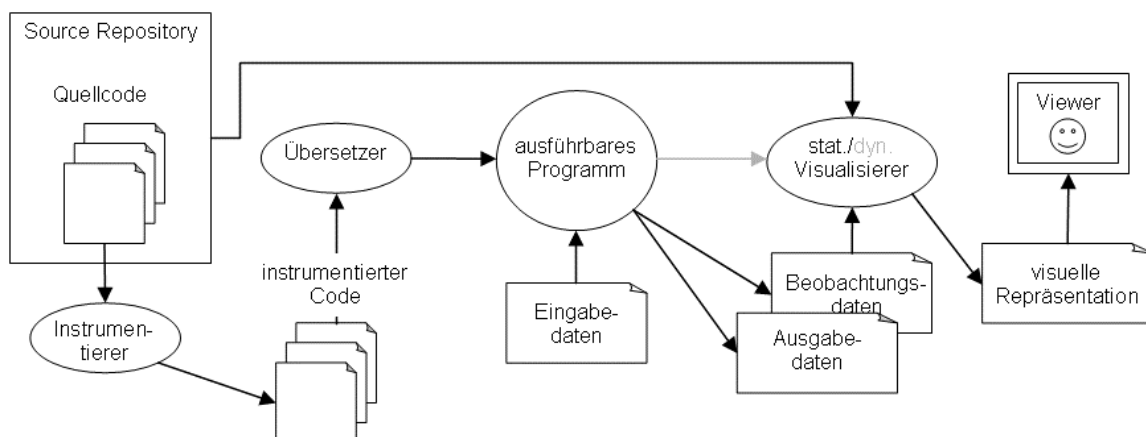 Source Repository
Quellcode
Übersetzer
ausführbares
Programm
stat./dyn.
Visualisierer
Viewer
instrumentierter
Code
Instrumen-
tierer
Eingabe-
daten
Beobachtungs-
daten
Ausgabe-
daten
visuelle
Repräsentation